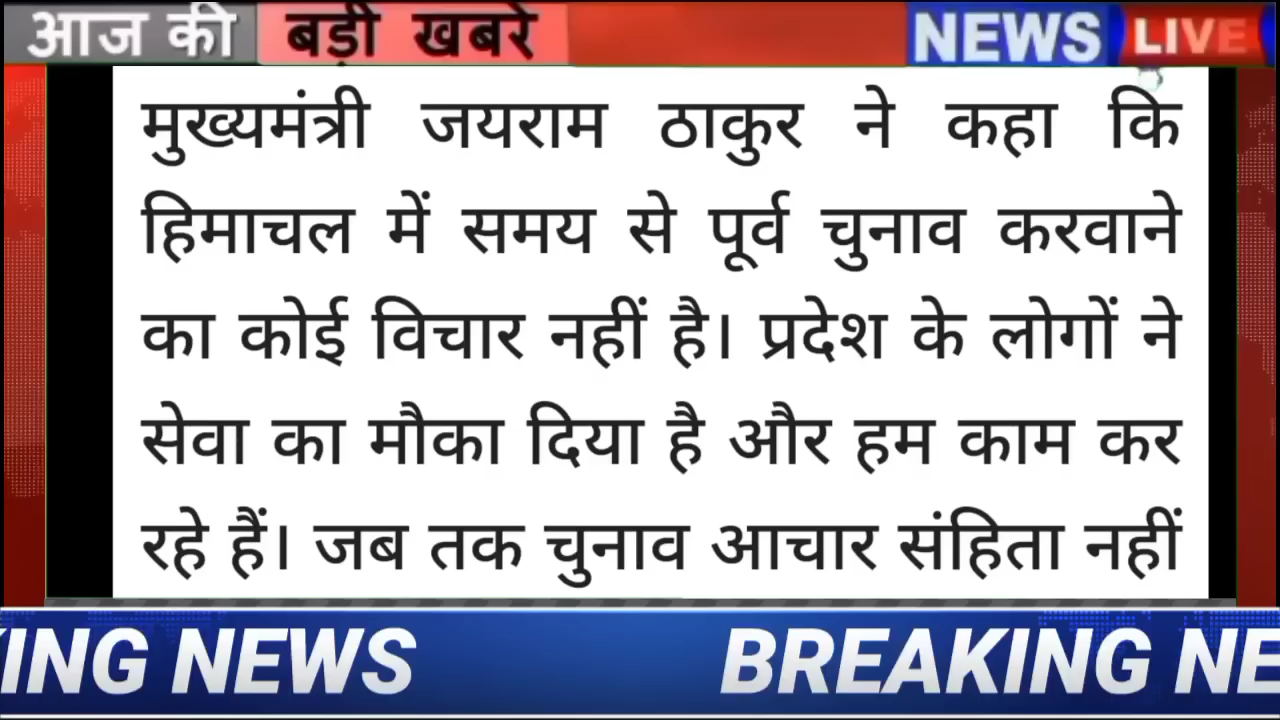 आज की बड़ी खबरे NEWS LIVE
मुख्यमंत्री जयराम ठाकुर ने कहा कि
हिमाचल में समय से पूर्व चुनाव करवाने
का कोई विचार नहीं है। प्रदेश के लोगों ने
सेवा का मौका दिया है और हम काम कर
रहे हैं। जब तक चुनाव आचार संहिता नहीं
KING NEWS BREAKING NE